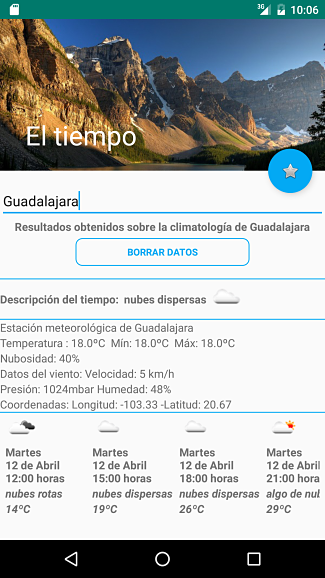 3G 10:06
El tiempo
Guadalajara
Resultados obtenidos sobre la climatología de Guadalajara
BORRAR DATOS
Descripción del tiempo: nubes dispersas
Estación meteorológica de Guadalajara
Temperatura : 18.0ºC Mín: 18.0ºC Máx: 18.0ºC
Nubosidad: 40%
Datos del viento: Velocidad: 5 km/h
Presión: 1024mbar Humedad: 48%
Coordenadas: Longitud: -103.33 -Latitud: 20.67
Martes Martes Martes Martes
12 de Abril 12 de Abril 12 de Abril 12 de Abril
12:00 horas 15:00 horas 18:00 horas 21:00 hora
nubes rotas nubes dispersas nubes dispersas algo de nul
14ºC 19ºC 26ºC 29ºC